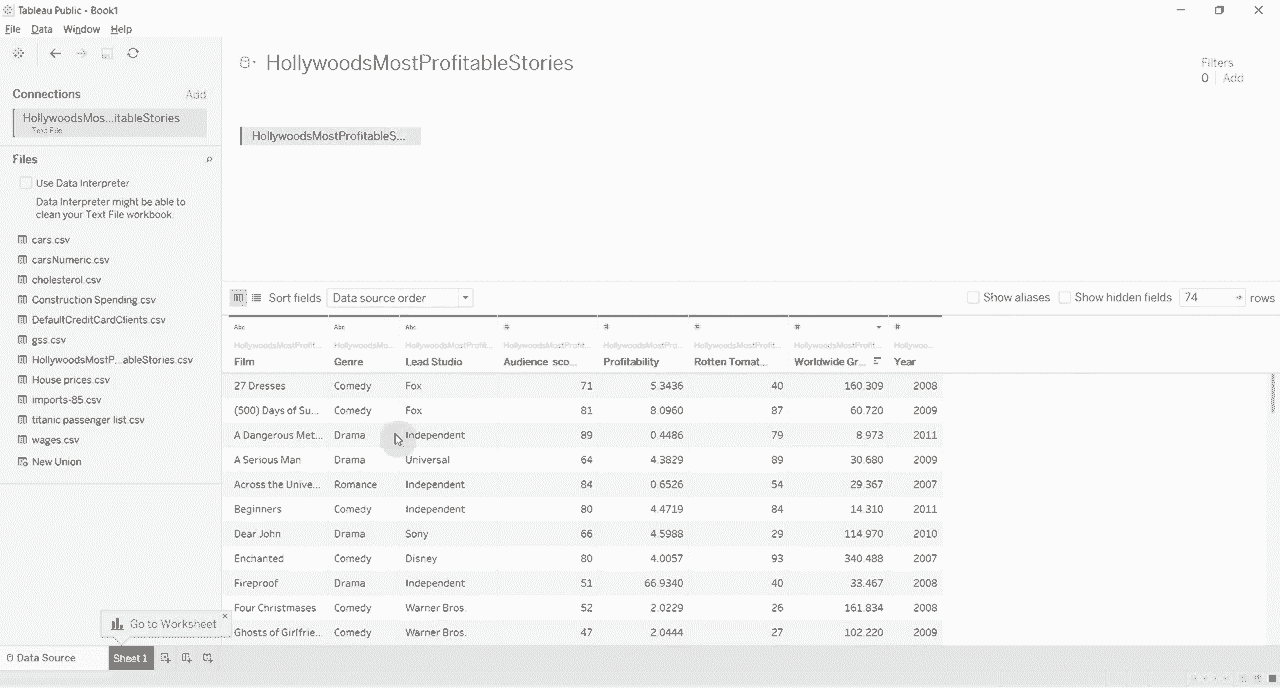 Tableau Public - Book1
File Data Window Help
HollywoodsMostProfitableStories
Filters
0 Add
Connections Add
HollywoodsMos...itableStories
Text File
HollywoodsMostProfitableS...
Files
Use Data Interpreter
Data Interpreter might be able to
clean your Text File workbook.
cars.csv
carsNumeric.csv
cholesterol.csv
Construction Spending.csv
DefaultCreditCardClients.csv
gss.csv
HollywoodsMostP...ableStories.csv
House prices.csv
imports-85.csv
titanic passenger list.csv
wages.csv
New Union
Sort fields Data source order Show aliases Show hidden fields 74 rows
Abc Abc Abc # # # # #
HollywoodsMostProfit... HollywoodsMo... HollywoodsMostProfit... HollywoodsMostProfit... HollywoodsMostPro... HollywoodsMostProfit... HollywoodsMostProfit... Hollywoo...
Film Genre Lead Studio Audience sco... Profitability Rotten Tomat... Worldwide Gr... Year
27 Dresses Comedy Fox 71 5.3436 40 160.309 2008
(500) Days of Su... Comedy Fox 81 8.0960 87 60.720 2009
A Dangerous Met... Drama Independent 89 0.4486 79 8.973 2011
A Serious Man Drama Universal 64 4.3829 89 30.680 2009
Across the Unive... Romance Independent 84 0.6526 54 29.367 2007
Beginners Comedy Independent 80 4.4719 84 14.310 2011
Dear John Drama Sony 66 4.5988 29 114.970 2010
Enchanted Comedy Disney 80 4.0057 93 340.488 2007
Fireproof Drama Independent 51 66.9340 40 33.467 2008
Four Christmases Comedy Warner Bros. 52 2.0229 26 161.834 2008
Ghosts of Girlfrie... Comedy Warner Bros. 47 2.0444 27 102.220 2009
Go to Worksheet
Data Source Sheet 1